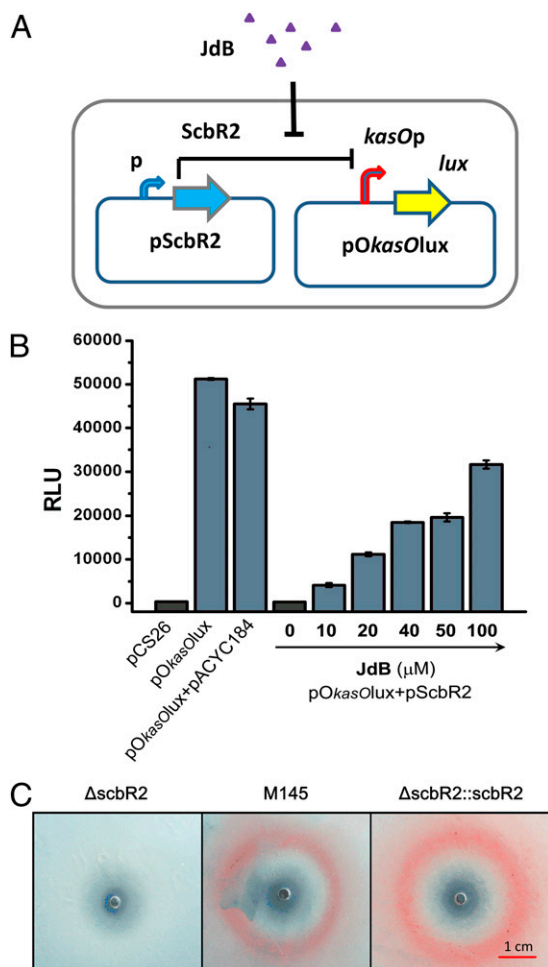 A
JdB
ScbR2
kasOp
p
lux
pScbR2
pOkasOlux
B
60000
50000
40000
30000
20000
10000
0
RLU
pCS26
pOkasOlux
pOkasOlux+pACYC184
0 10 20 40 50 100
JdB (µM)
pOkasOlux+pScbR2
C
ΔscbR2 M145 ΔscbR2::scbR2
1 cm